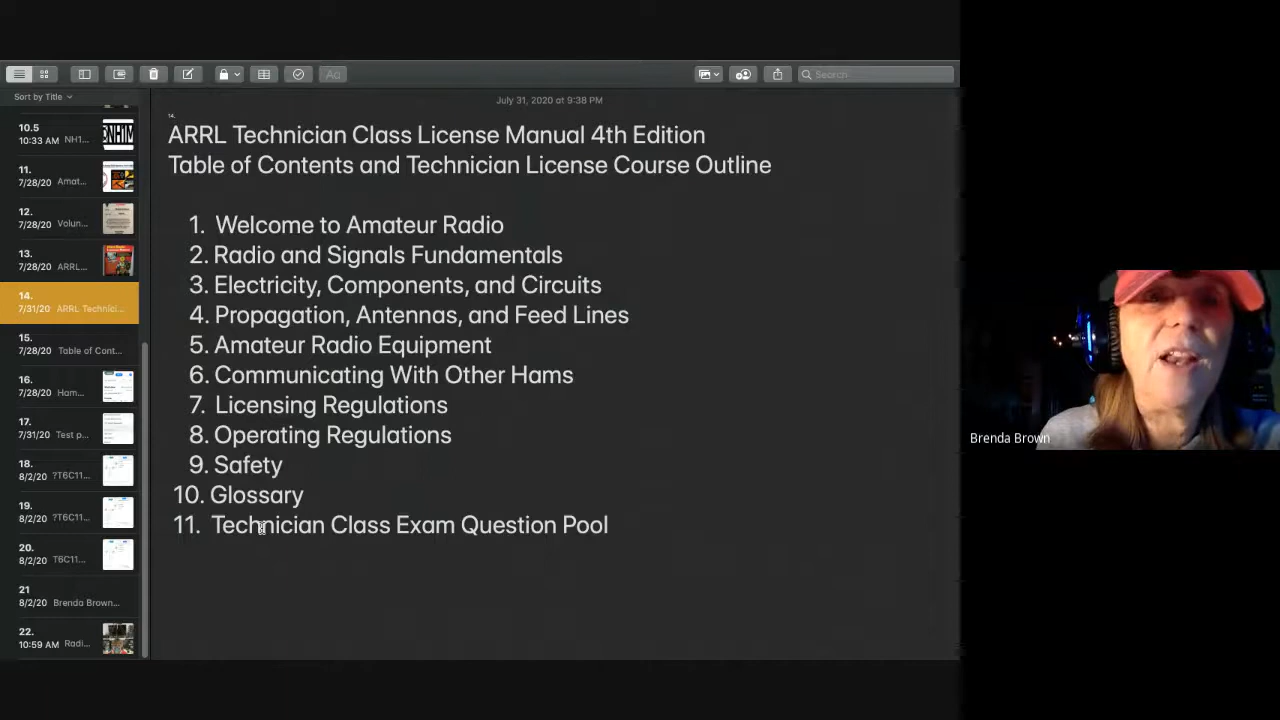 Search
Sort by Title
10.5
10:33 AM NH1...
11.
7/28/20 Amat...
12.
7/28/20 Volun...
13.
7/28/20 ARRL...
14.
7/31/20 ARRL Technici...
15.
7/28/20 Table of Cont...
16.
7/28/20 Ham...
17.
7/31/20 Test p...
18.
8/2/20 ?T6C11...
19.
8/2/20 ?T6C11...
20.
8/2/20 T6C11...
21
8/2/20 Brenda Brown...
22.
10:59 AM Radi...
July 31, 2020 at 9:38 PM
14.
ARRL Technician Class License Manual 4th Edition
Table of Contents and Technician License Course Outline
1. Welcome to Amateur Radio
2. Radio and Signals Fundamentals
3. Electricity, Components, and Circuits
4. Propagation, Antennas, and Feed Lines
5. Amateur Radio Equipment
6. Communicating With Other Hams
7. Licensing Regulations
8. Operating Regulations
9. Safety
10. Glossary
11. Technician Class Exam Question Pool
Brenda Brown